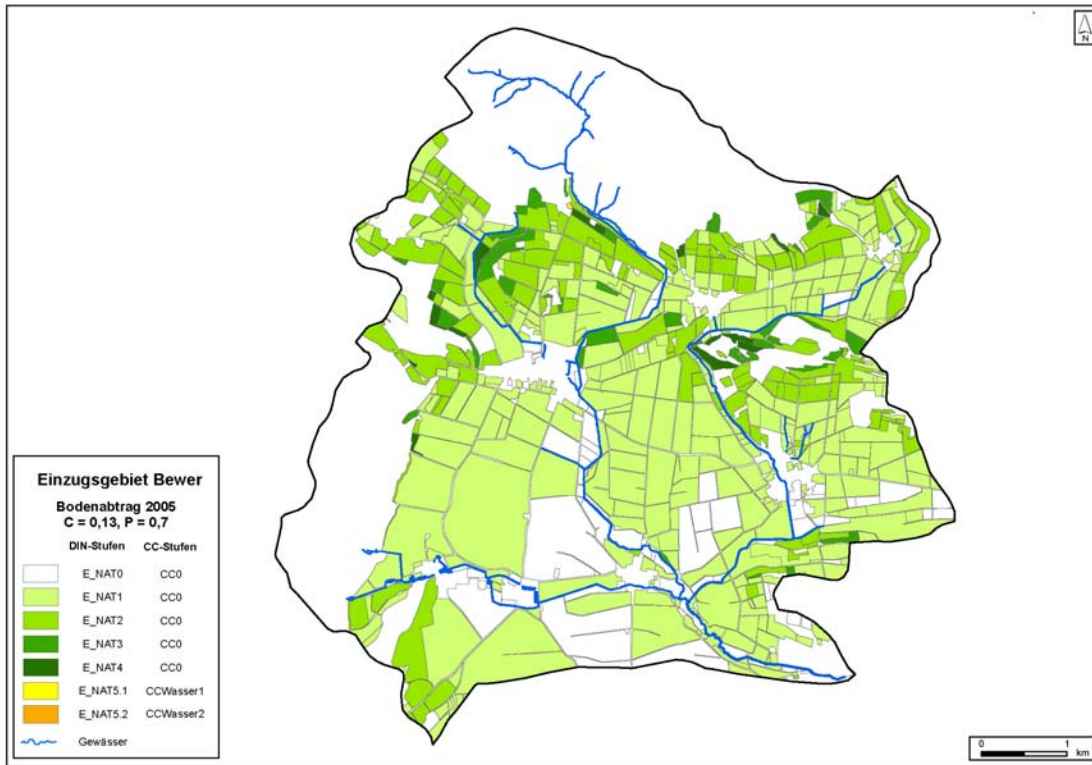 N
Einzugsgebiet Bewer
Bodenabtrag 2005
C = 0,13, P = 0,7
DIN-Stufen CC-Stufen
E_NAT0 CC0
E_NAT1 CC0
E_NAT2 CC0
E_NAT3 CC0
E_NAT4 CC0
E_NAT5.1 CCWasser1
E_NAT5.2 CCWasser2
Gewässer
0 1
km